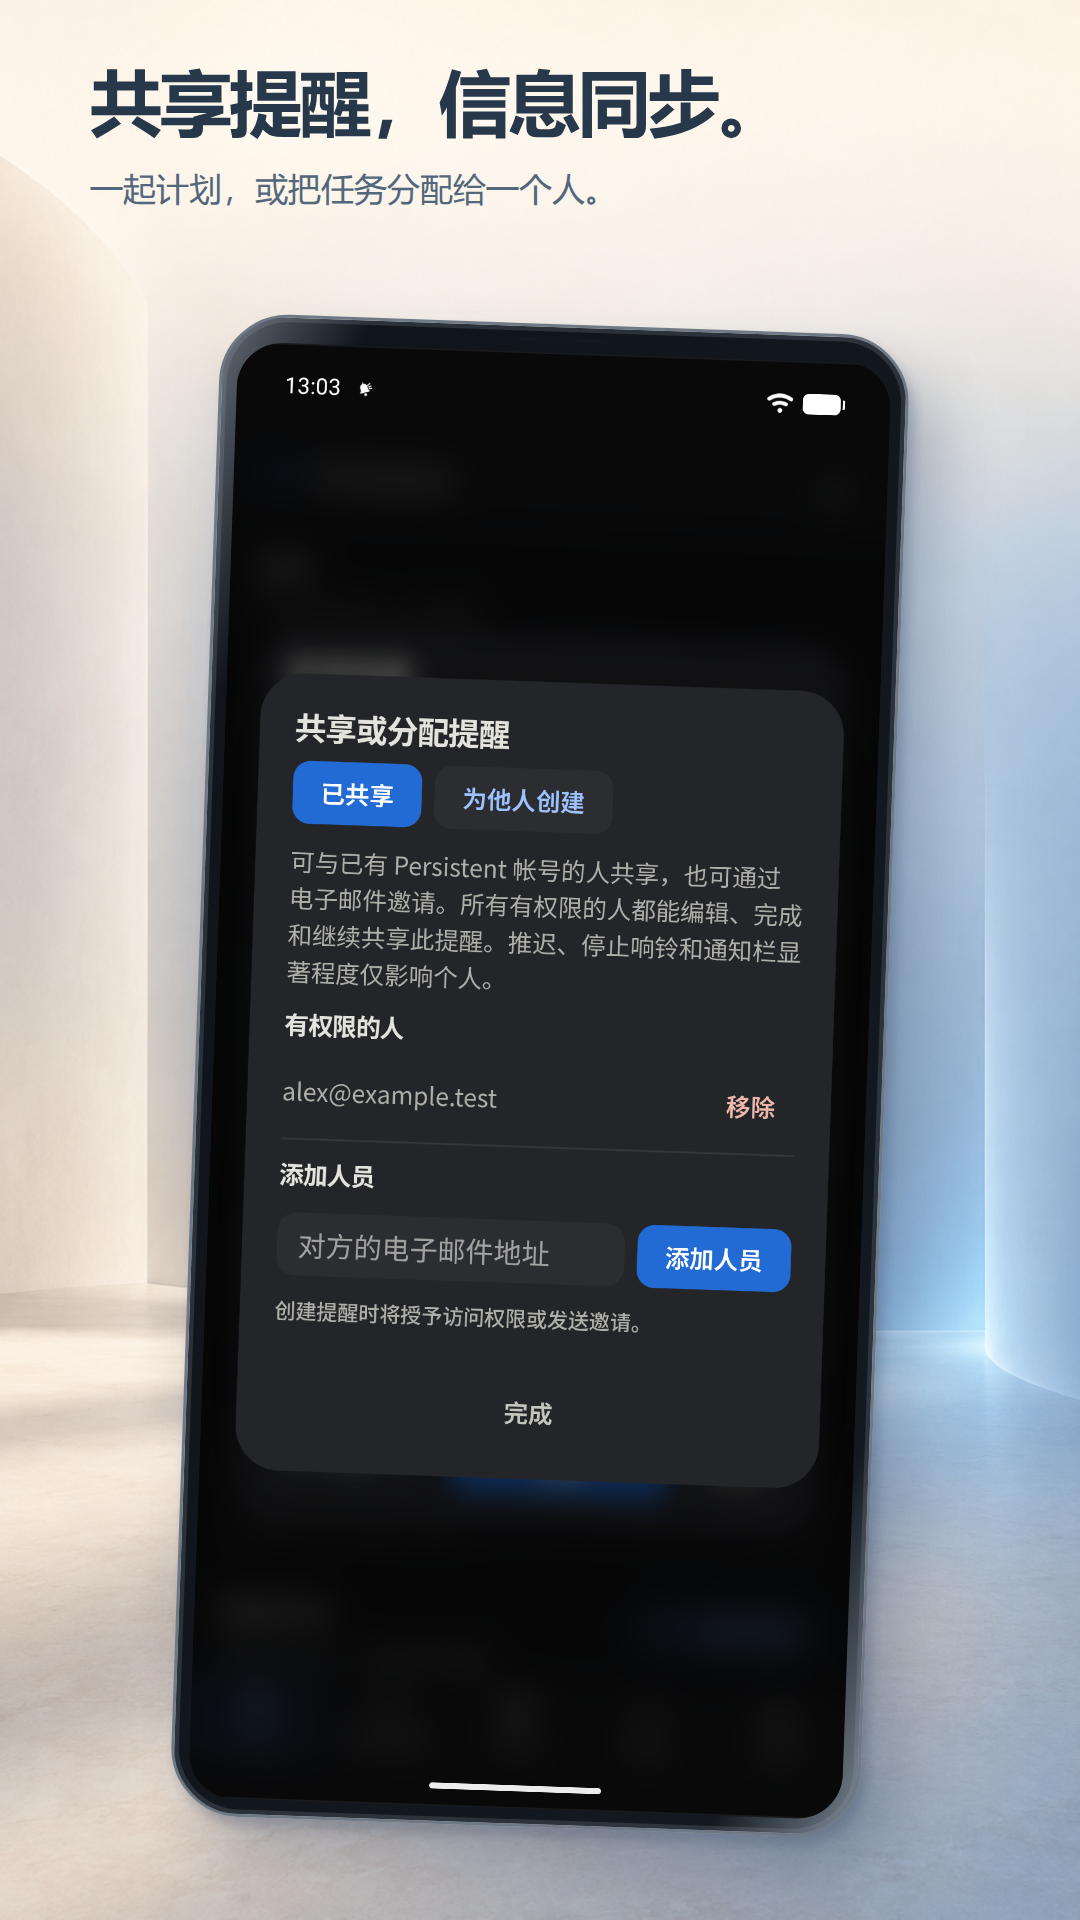 共享提醒，信息同步。
一起计划，或把任务分配给一个人。
13:03
共享或分配提醒
已共享
为他人创建
可与已有 Persistent 帐号的人共享，也可通过
电子邮件邀请。所有有权限的人都能编辑、完成
和继续共享此提醒。推迟、停止响铃和通知栏显
著程度仅影响个人。
有权限的人
alex@example.test
移除
添加人员
对方的电子邮件地址
添加人员
创建提醒时将授予访问权限或发送邀请。
完成